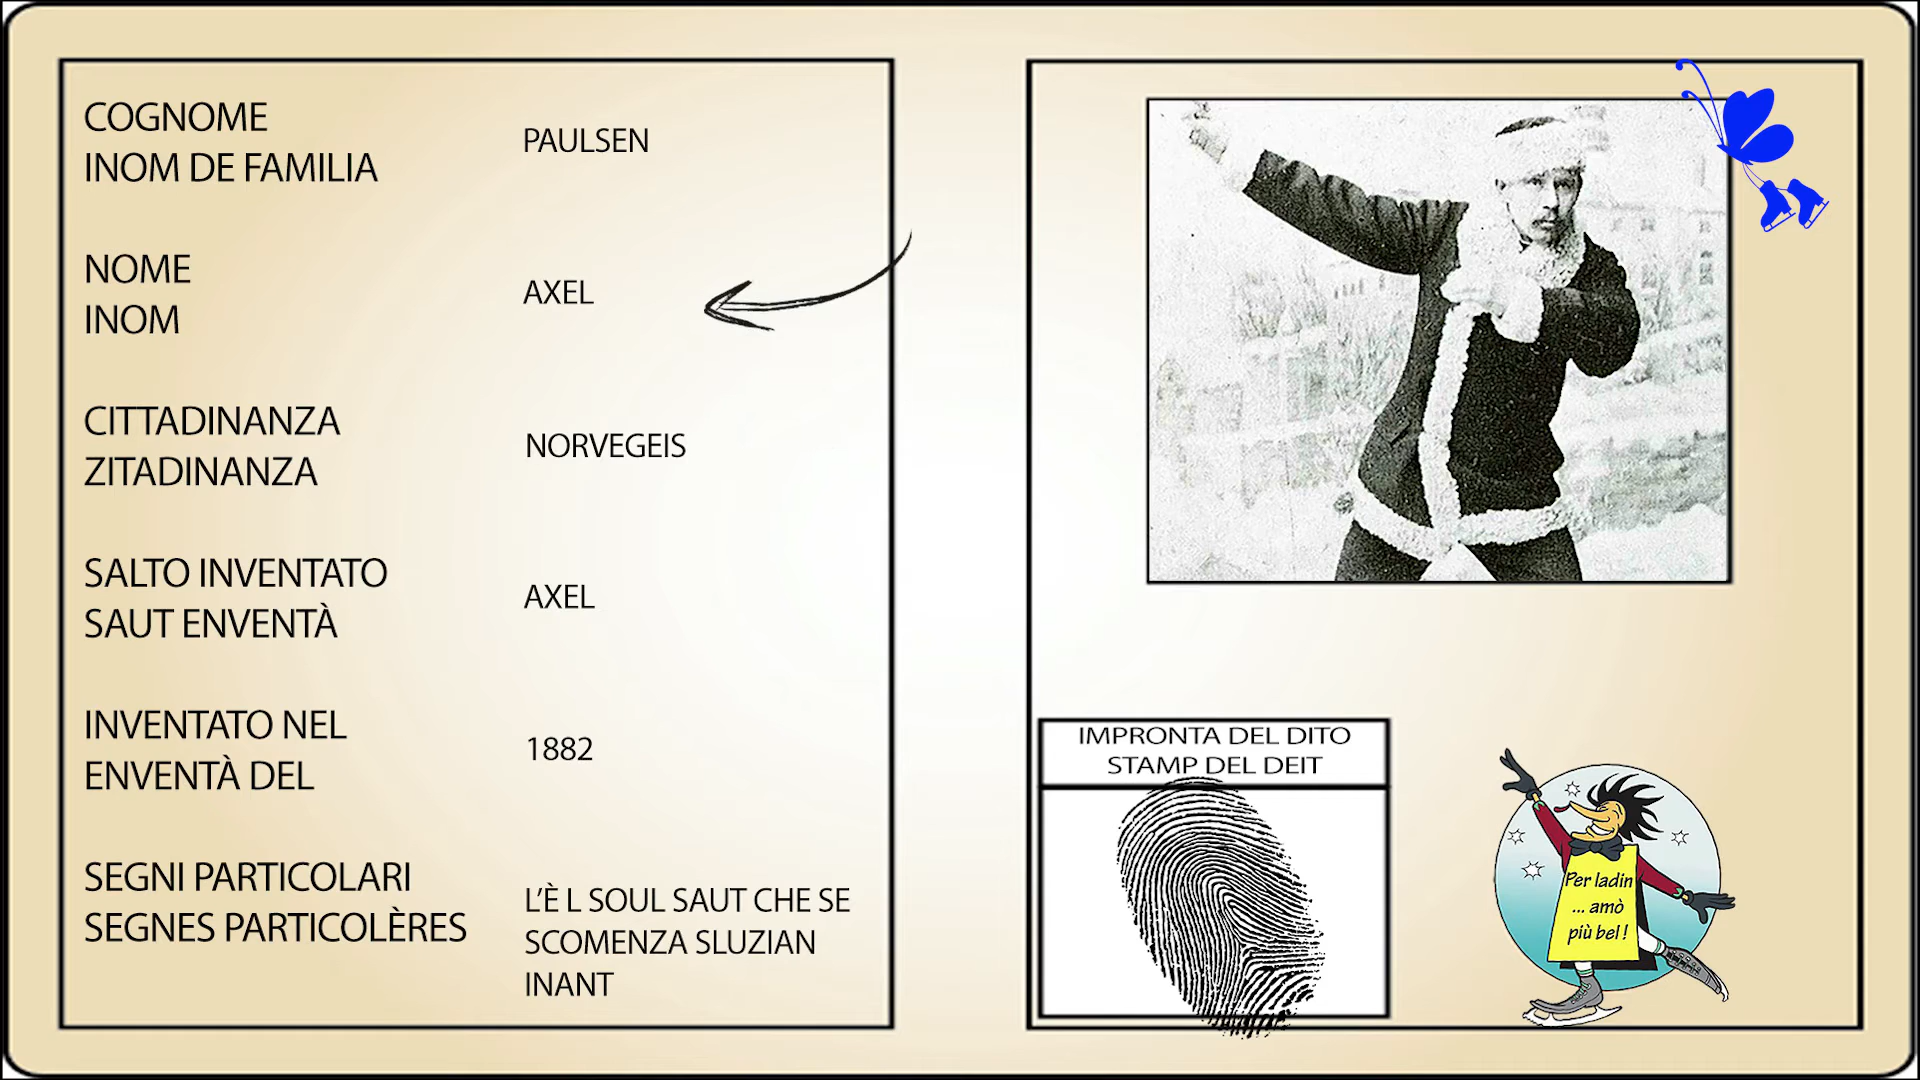 COGNOME
INOM DE FAMILIA
PAULSEN
NOME
INOM
AXEL
CITTADINANZA
ZITADINANZA
NORVEGEIS
SALTO INVENTATO
SAUT ENVENTÀ
AXEL
INVENTATO NEL
ENVENTÀ DEL
1882
SEGNI PARTICOLARI
SEGNES PARTICOLÈRES
L'È L SOUL SAUT CHE SE
SCOMENZA SLUZIAN
INANT
IMPRONTA DEL DITO
STAMP DEL DEIT
Per ladin
... amò
più bel !